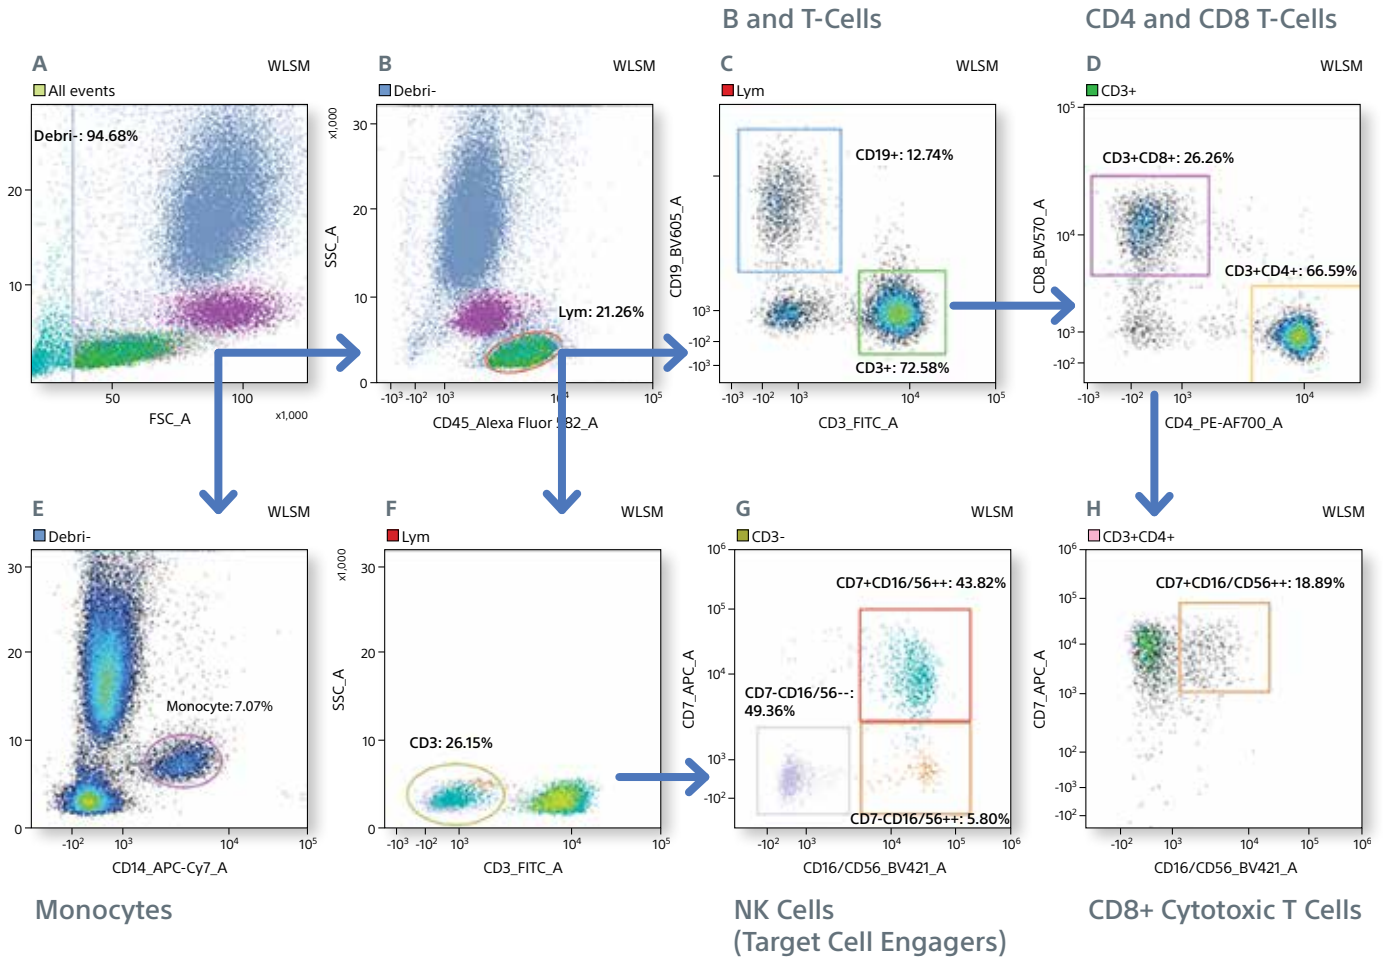 B and T-Cells
CD4 and CD8 T-Cells
A
WLSM
All events
Debri-: 94.68%
20
10
50
100
x1,000
FSC_A
B
WLSM
Debri-
x1,000
SSC_A
30
20
10
0
Lym: 21.26%
-10³ -10² 10³ 10⁴ 10⁵
CD45_Alexa Fluor 582_A
C
WLSM
Lym
CD19_BV605_A
CD19+: 12.74%
10³
-10²
-10³
CD3+: 72.58%
-10³ -10² 10³ 10⁴ 10⁵
CD3_FITC_A
D
WLSM
CD3+
CD8_BV570_A
10⁵
CD3+CD8+: 26.26%
10⁴
CD3+CD4+: 66.59%
10³
-10²
-10³ -10² 10³ 10⁴
CD4_PE-AF700_A
E
WLSM
Debri-
30
20
Monocyte: 7.07%
10
0
-10² 10³ 10⁴ 10⁵
CD14_APC-Cy7_A
Monocytes
F
WLSM
Lym
x1,000
SSC_A
30
20
10
CD3: 26.15%
0
-10³ -10² 10³ 10⁴ 10⁵
CD3_FITC_A
G
WLSM
CD3-
CD7_APC_A
10⁶
CD7+CD16/56++: 43.82%
10⁵
10⁴
CD7-CD16/56--:
49.36%
10³
-10²
CD7-CD16/56++: 5.80%
-10² 10³ 10⁴ 10⁵ 10⁶
CD16/CD56_BV421_A
NK Cells
(Target Cell Engagers)
H
WLSM
CD3+CD4+
CD7_APC_A
10⁶
CD7+CD16/CD56++: 18.89%
10⁵
10⁴
10³
10²
-10³
-10²
-10² 10³ 10⁴ 10⁵ 10⁶
CD16/CD56_BV421_A
CD8+ Cytotoxic T Cells